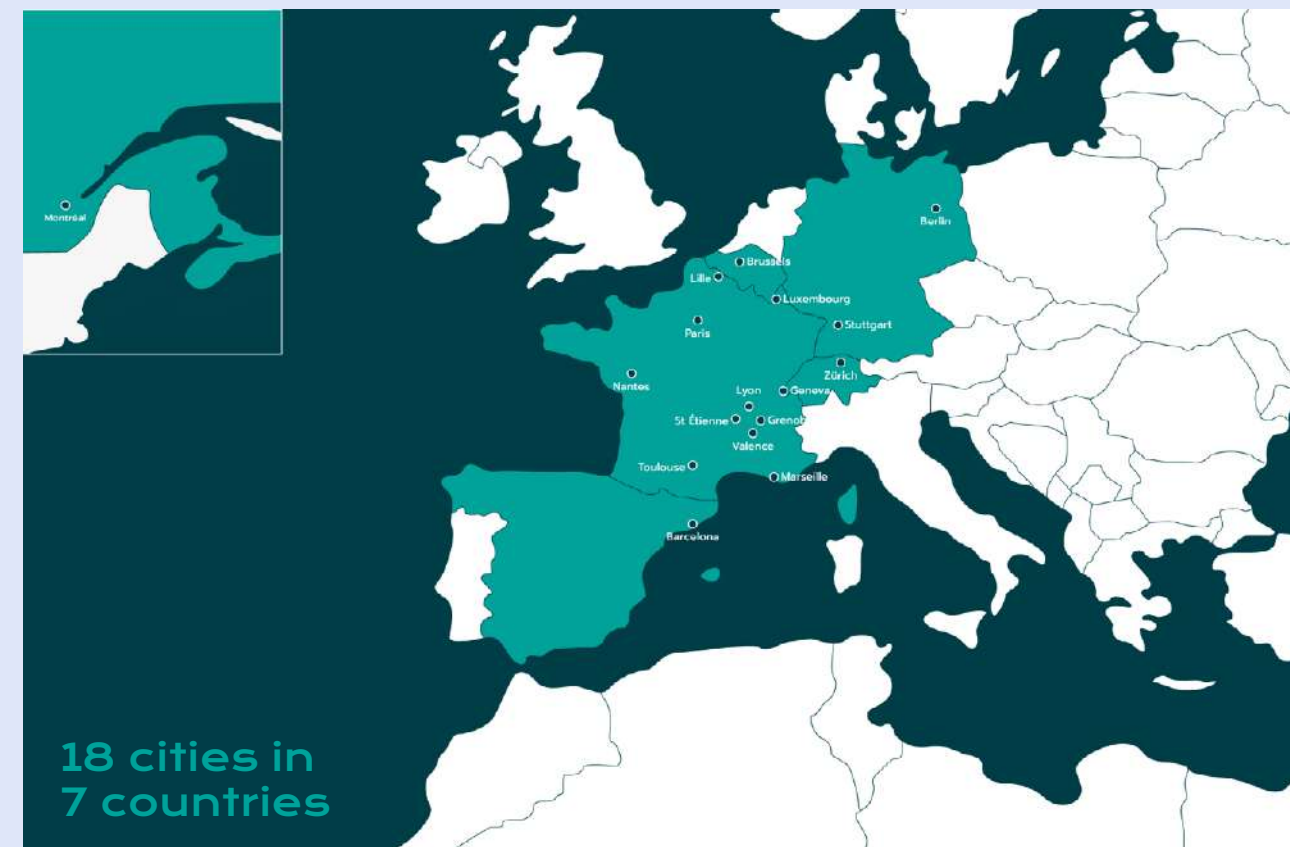 Montréal
Berlin
Brussels
Lille
Luxembourg
Paris
Stuttgart
Zürich
Nantes
Lyon
Geneva
St Étienne
Grenob
Valence
Toulouse
Marseille
Barcelona
18 cities in
7 countries